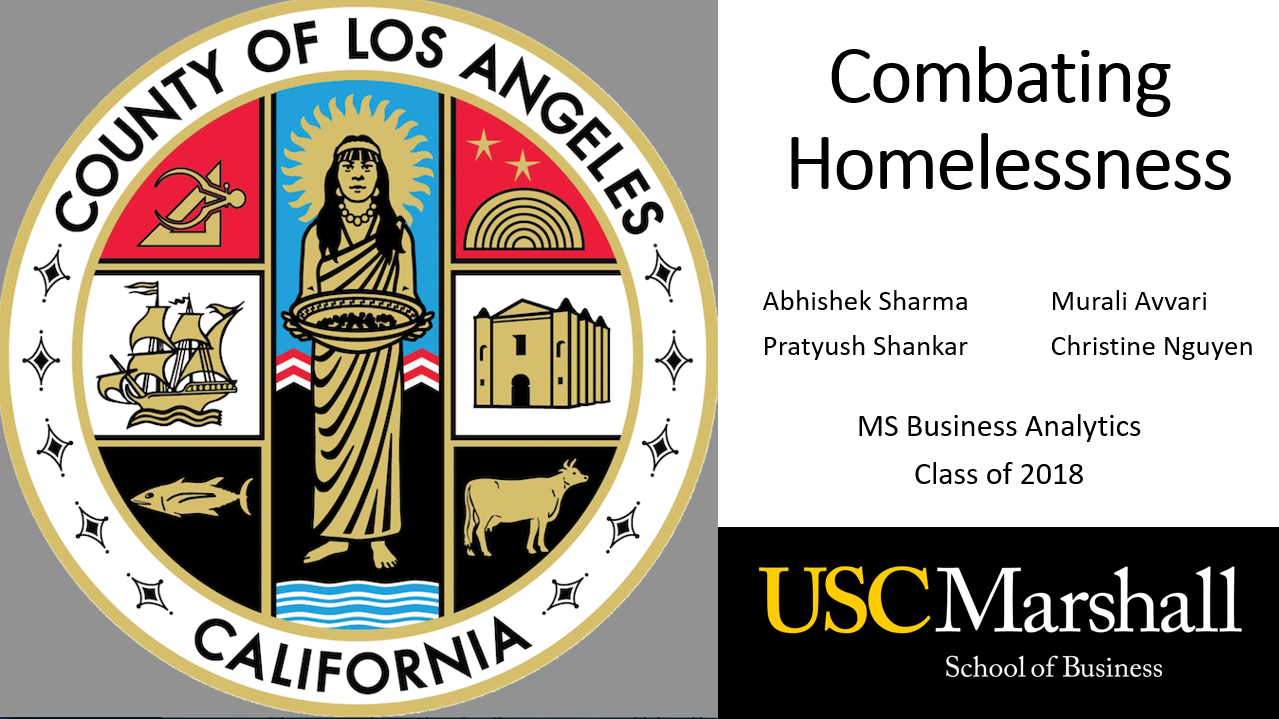 COUNTY OF LOS ANGELES
CALIFORNIA
Combating
Homelessness
Abhishek Sharma
Murali Avvari
Pratyush Shankar
Christine Nguyen
MS Business Analytics
Class of 2018
USC Marshall
School of Business